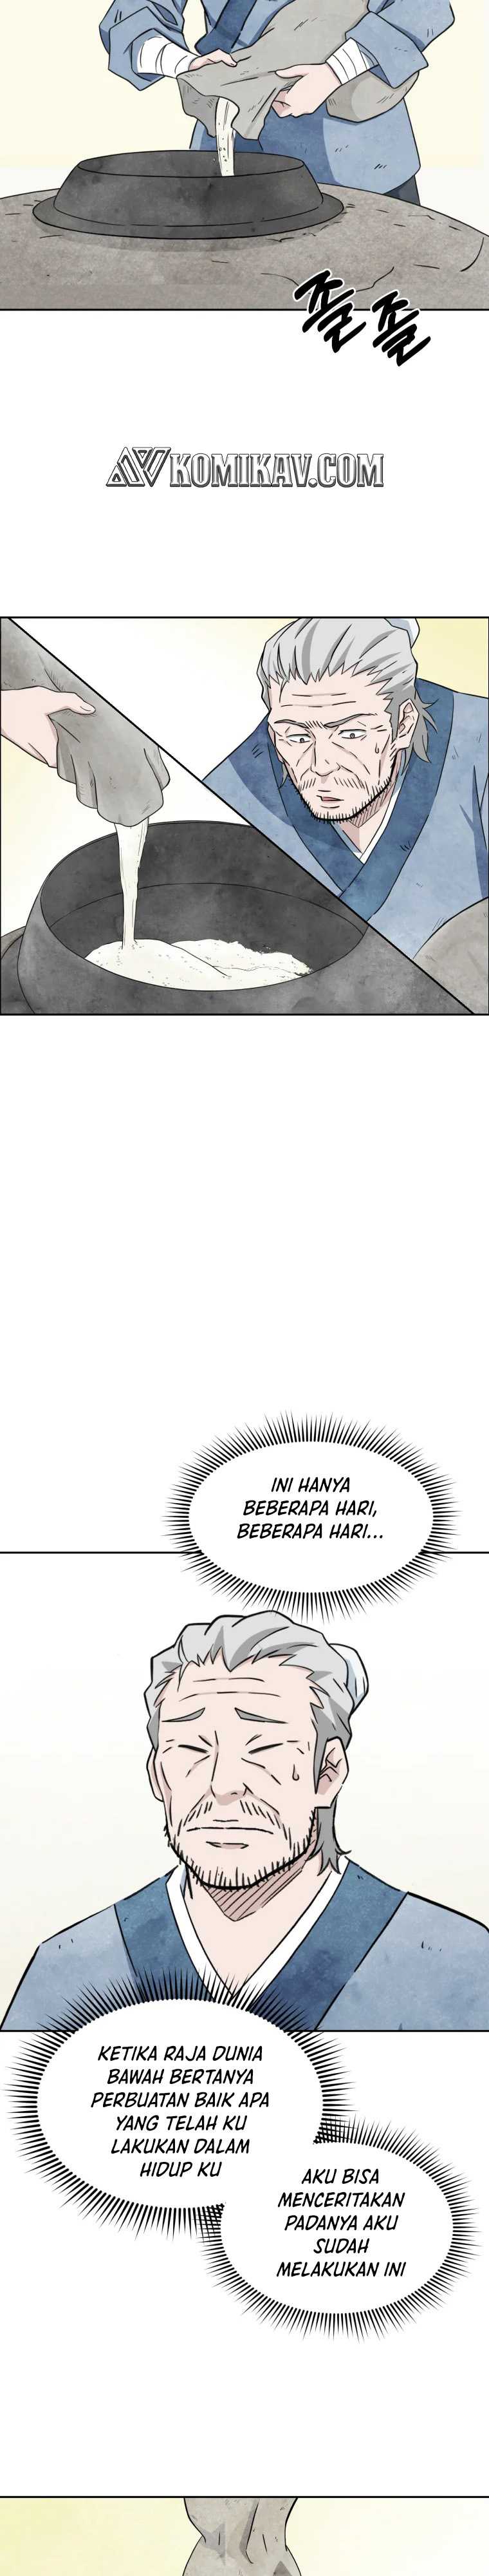 졸 졸
KOMIKAV.COM
INI HANYA
BEBERAPA HARI,
BEBERAPA HARI...
KETIKA RAJA DUNIA
BAWAH BERTANYA
PERBUATAN BAIK APA
YANG TELAH KU
LAKUKAN DALAM
HIDUP KU
AKU BISA
MENCERITAKAN
PADANYA AKU
SUDAH
MELAKUKAN INI